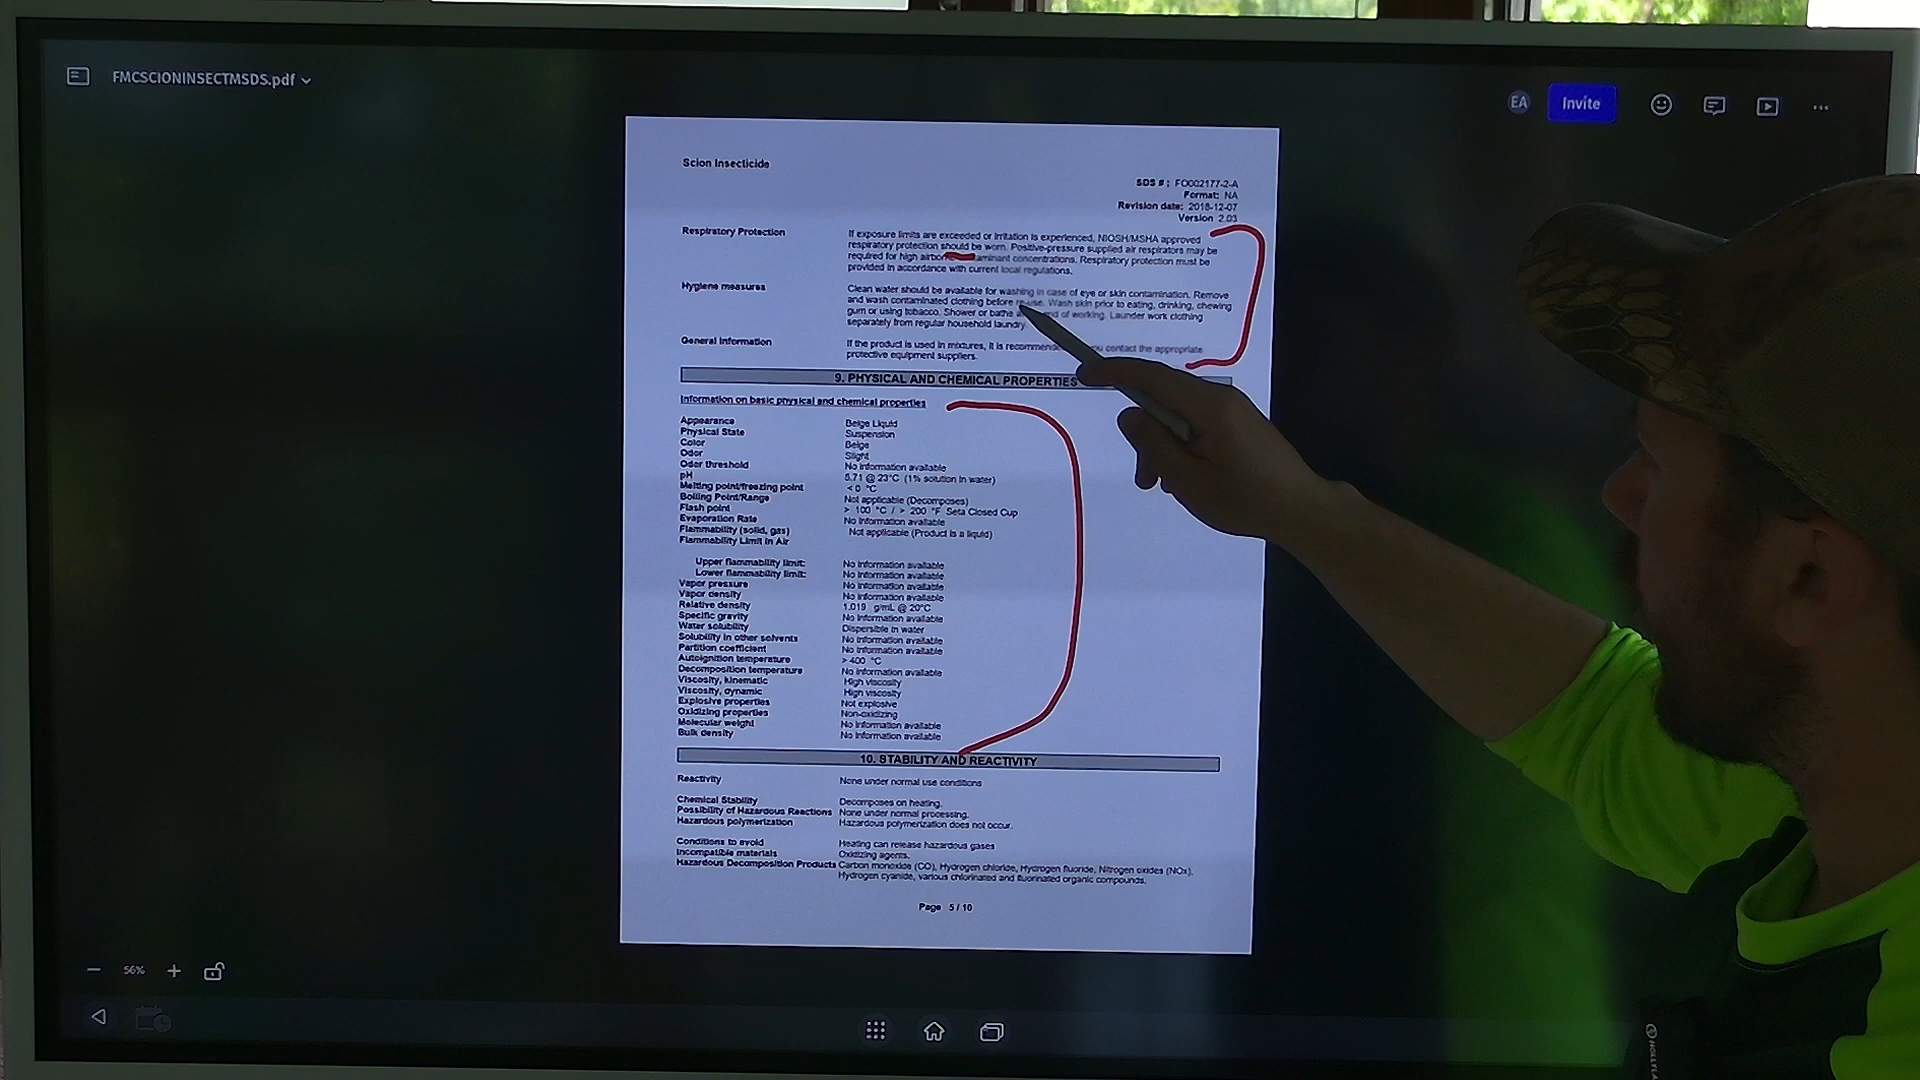 FMCSCIONINSECTMSDS.pdf
EA
Invite
Scion Insecticide
SDS # : FO002177-2-A
Format: NA
Revision date: 2018-12-07
Version 2.03
Respiratory Protection
If exposure limits are exceeded or irritation is experienced, NIOSH/MSHA approved
respiratory protection should be worn. Positive-pressure supplied air respirators may be
required for high airborne contaminant concentrations. Respiratory protection must be
provided in accordance with current local regulations.
Hygiene measures
Clean water should be available for washing in case of eye or skin contamination. Remove
and wash contaminated clothing before re-use. Wash skin prior to eating, drinking, chewing
gum or using tobacco. Shower or bathe end of working. Launder work clothing
separately from regular household laundry.
General Information
If the product is used in mixtures, it is recommended you contact the appropriate
protective equipment suppliers.
9. PHYSICAL AND CHEMICAL PROPERTIES
Information on basic physical and chemical properties
Appearance Beige Liquid
Physical State Suspension
Color Beige
Odor Slight
Odor threshold No information available
pH 5.71 @ 23°C (1% solution in water)
Melting point/freezing point < 0 °C
Boiling Point/Range Not applicable (Decomposes)
Flash point > 100 °C / > 200 °F Seta Closed Cup
Evaporation Rate No information available
Flammability (solid, gas) Not applicable (Product is a liquid)
Flammability Limit in Air
Upper flammability limit: No information available
Lower flammability limit: No information available
Vapor pressure No information available
Vapor density No information available
Relative density 1.019 g/mL @ 20°C
Specific gravity No information available
Water solubility Dispersible in water
Solubility in other solvents No information available
Partition coefficient No information available
Autoignition temperature > 400 °C
Decomposition temperature No information available
Viscosity, kinematic High viscosity
Viscosity, dynamic High viscosity
Explosive properties Not explosive
Oxidizing properties Non-oxidizing
Molecular weight No information available
Bulk density No information available
10. STABILITY AND REACTIVITY
Reactivity None under normal use conditions
Chemical Stability Decomposes on heating.
Possibility of Hazardous Reactions None under normal processing.
Hazardous polymerization Hazardous polymerization does not occur.
Conditions to avoid Heating can release hazardous gases
Incompatible materials Oxidizing agents.
Hazardous Decomposition Products Carbon monoxide (CO), Hydrogen chloride, Hydrogen fluoride, Nitrogen oxides (NOx),
Hydrogen cyanide, various chlorinated and fluorinated organic compounds.
Page 5 / 10
56%